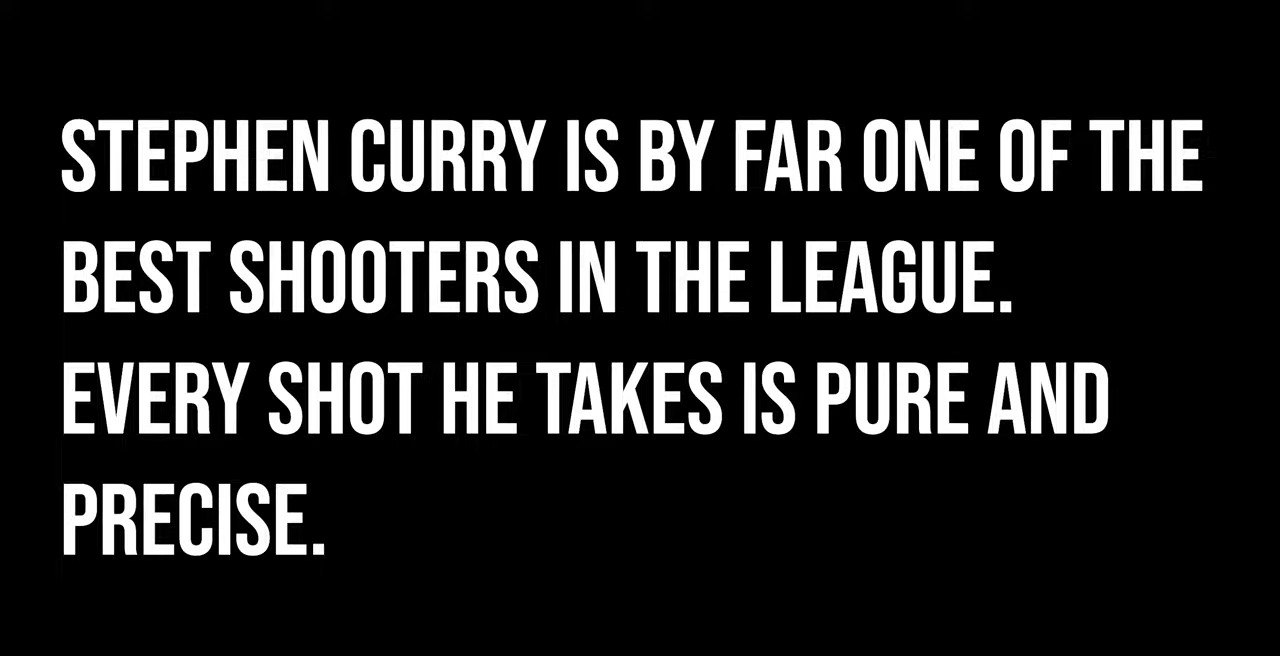 STEPHEN CURRY IS BY FAR ONE OF THE
BEST SHOOTERS IN THE LEAGUE.
EVERY SHOT HE TAKES IS PURE AND
PRECISE.